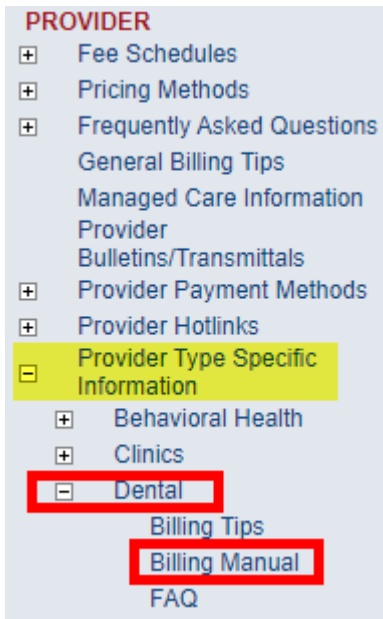 PROVIDER
Fee Schedules
Pricing Methods
Frequently Asked Questions
General Billing Tips
Managed Care Information
Provider
Bulletins/Transmittals
Provider Payment Methods
Provider Hotlinks
Provider Type Specific
Information
Behavioral Health
Clinics
Dental
Billing Tips
Billing Manual
FAQ